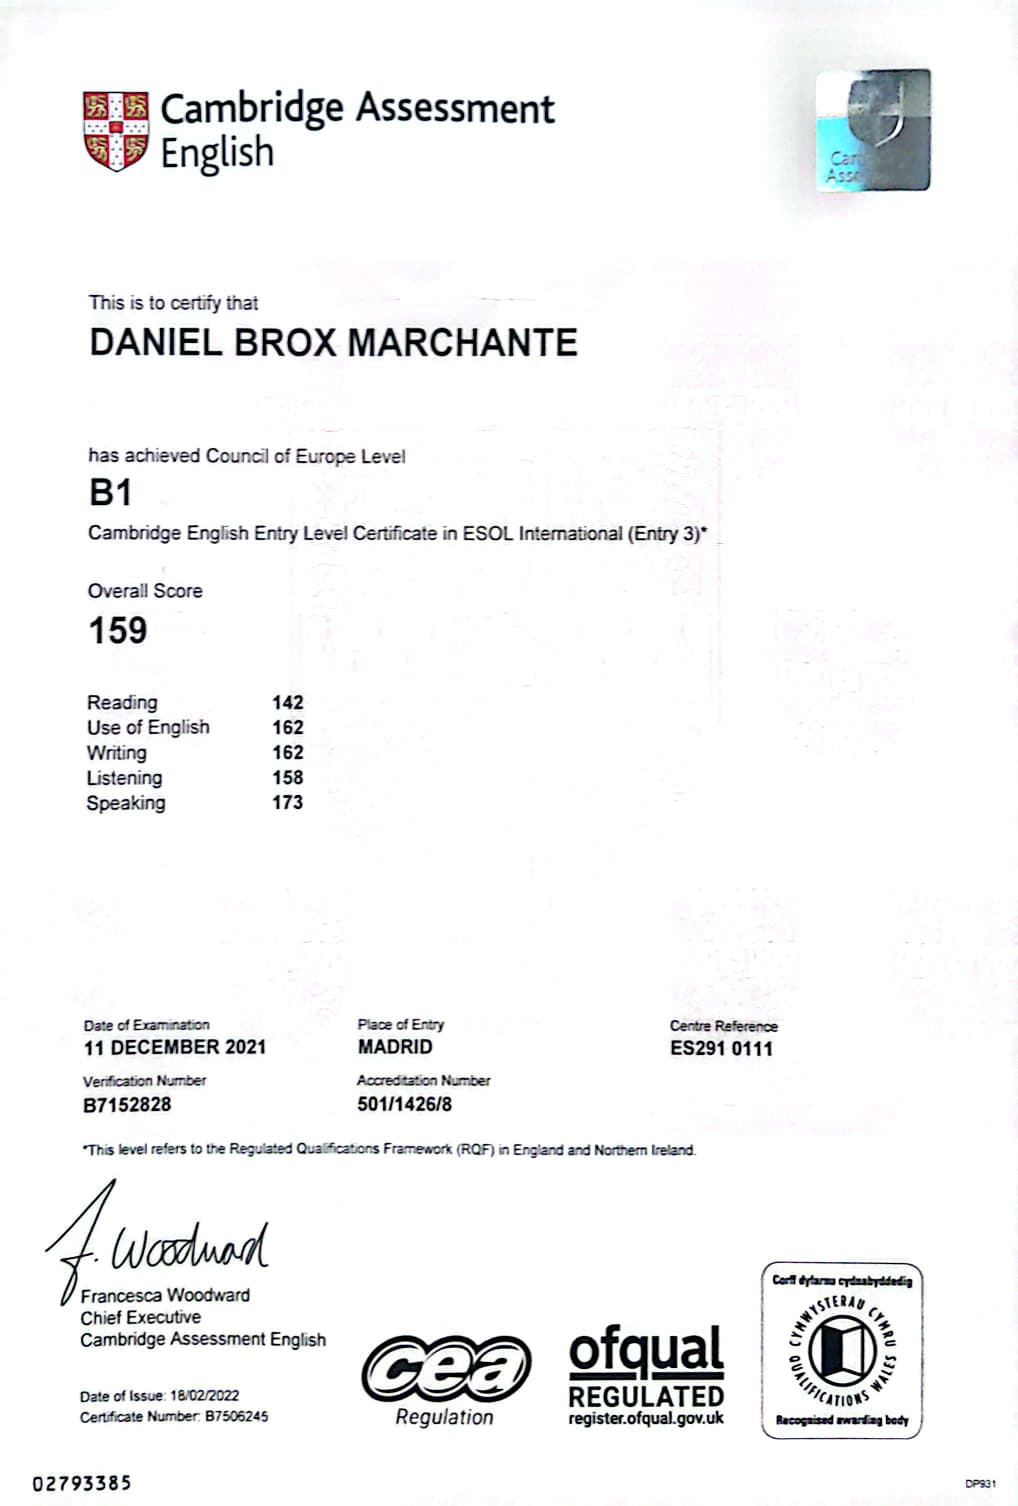 Cambridge Assessment
English
This is to certify that
DANIEL BROX MARCHANTE
has achieved Council of Europe Level
B1
Cambridge English Entry Level Certificate in ESOL International (Entry 3)*
Overall Score
159
Reading 142
Use of English 162
Writing 162
Listening 158
Speaking 173
Date of Examination Place of Entry Centre Reference
11 DECEMBER 2021 MADRID ES291 0111
Verification Number Accreditation Number
B7152828 501/1426/8
*This level refers to the Regulated Qualifications Framework (RQF) in England and Northern Ireland.
F. Woodward
Francesca Woodward
Chief Executive
Cambridge Assessment English
Date of Issue: 18/02/2022
Certificate Number: B7506245
cea
Regulation
ofqual
REGULATED
register.ofqual.gov.uk
Corff dyfarnu cydnabyddedig
CYMWYSTERAU CYMRU
QUALIFICATIONS WALES
Recognised awarding body
02793385
DP931